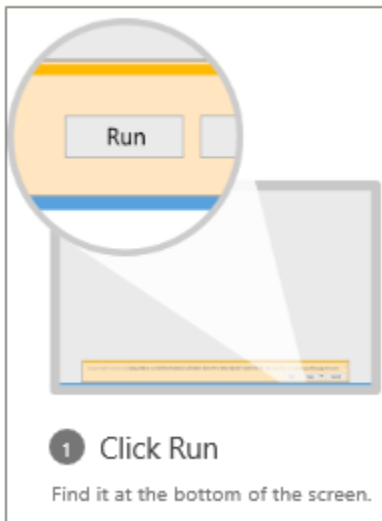 Run
1 Click Run
Find it at the bottom of the screen.